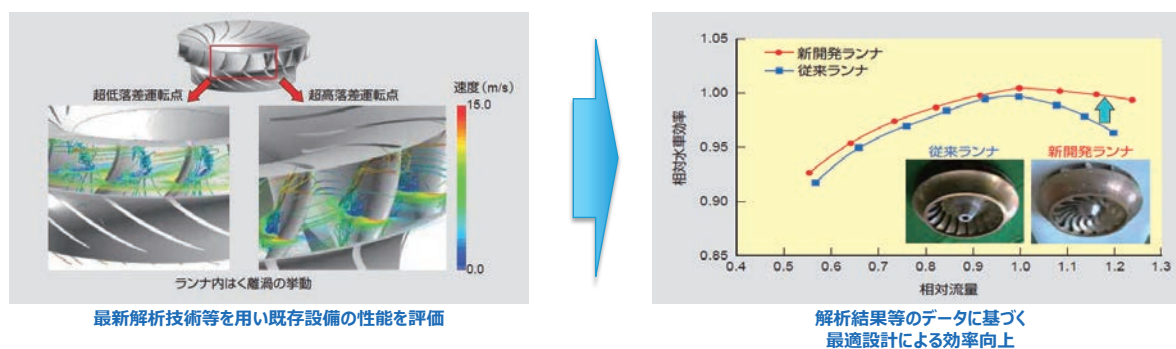 超低落差運転点
超高落差運転点
速度(m/s)
15.0
0.0
ランナ内はく離渦の挙動
最新解析技術等を用い既存設備の性能を評価
1.05
1.00
0.95
0.90
0.85
相対水車効率
新開発ランナ
従来ランナ
従来ランナ
新開発ランナ
0.4 0.5 0.6 0.7 0.8 0.9 1.0 1.1 1.2 1.3
相対流量
解析結果等のデータに基づく
最適設計による効率向上